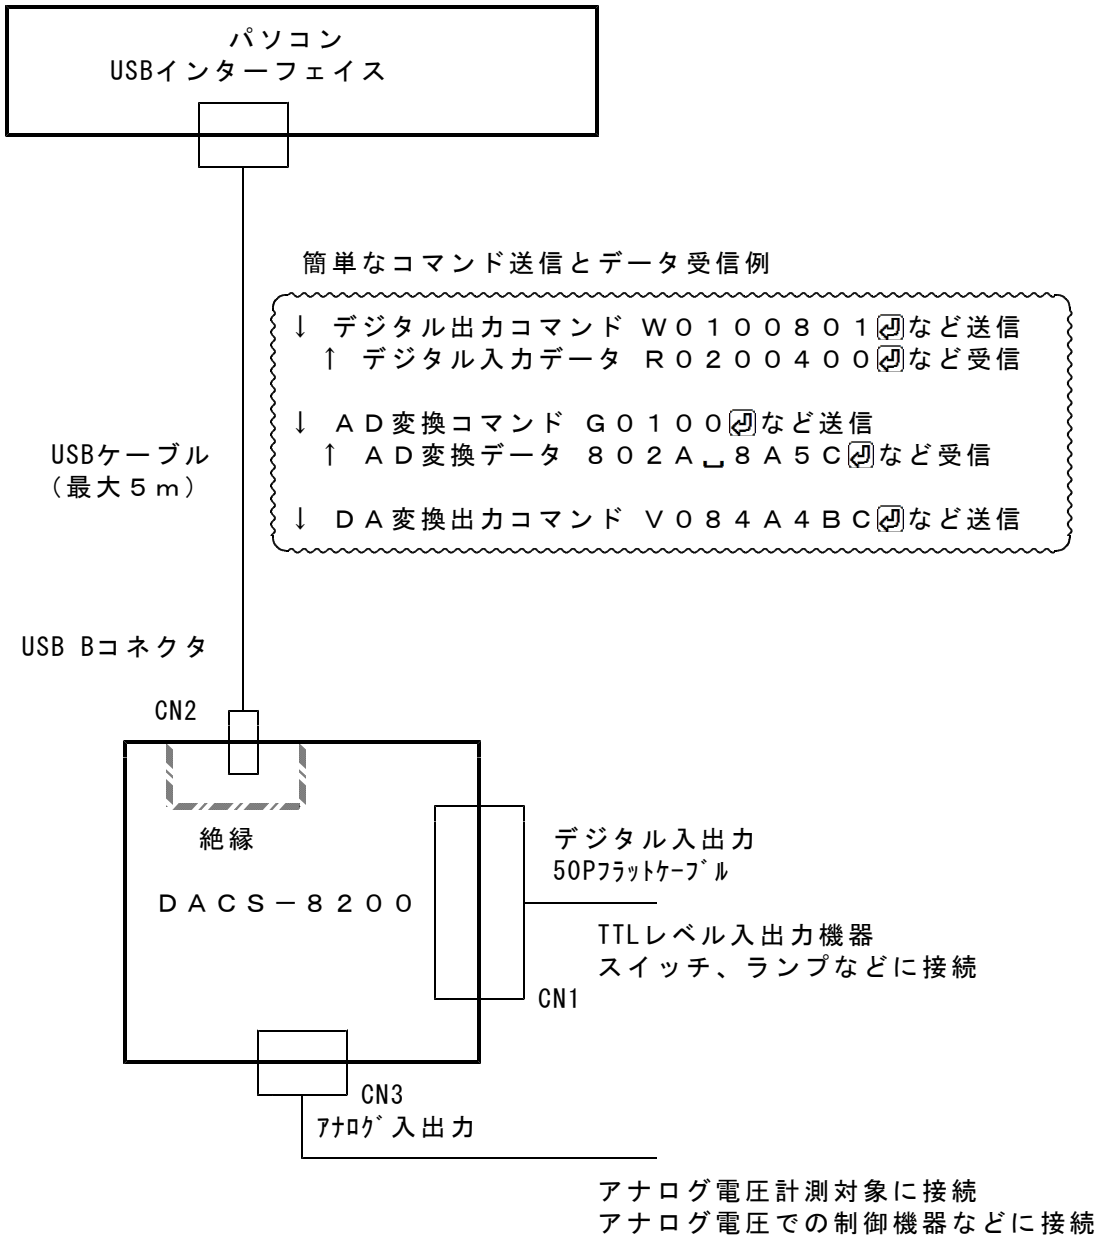 パソコン
USBインターフェイス
簡単なコマンド送信とデータ受信例
↓ デジタル出力コマンド W0100801⏎など送信
↑ デジタル入力データ R0200400⏎など受信
↓ AD変換コマンド G0100⏎など送信
↑ AD変換データ 802A␣8A5C⏎など受信
↓ DA変換出力コマンド V084A4BC⏎など送信
USBケーブル
(最大5m)
USB Bコネクタ
CN2
絶縁
DACS-8200
デジタル入出力
50Pフラットケーブル
TTLレベル入出力機器
スイッチ、ランプなどに接続
CN1
CN3
アナログ入出力
アナログ電圧計測対象に接続
アナログ電圧での制御機器などに接続